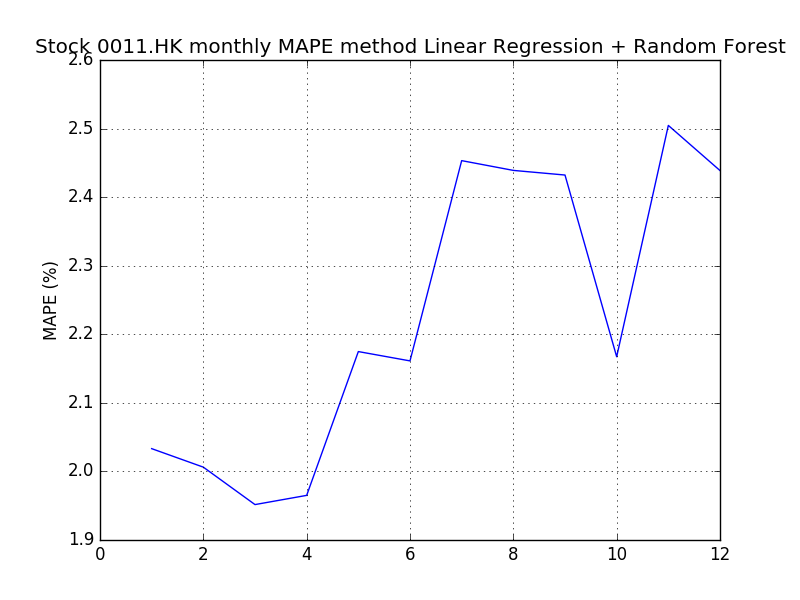 Stock 0011.HK monthly MAPE method Linear Regression + Random Forest
2.6
2.5
2.4
2.3
2.2
2.1
2.0
1.9
MAPE (%)
0 2 4 6 8 10 12